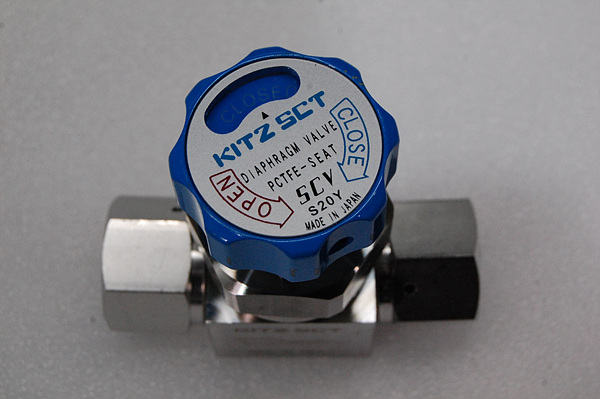 CLOSE
KITZ SCT
DIAPHRAGM VALVE
PCTFE-SEAT
SCV
S20Y
MADE IN JAPAN
OPEN
CLOSE
KITZ SCT